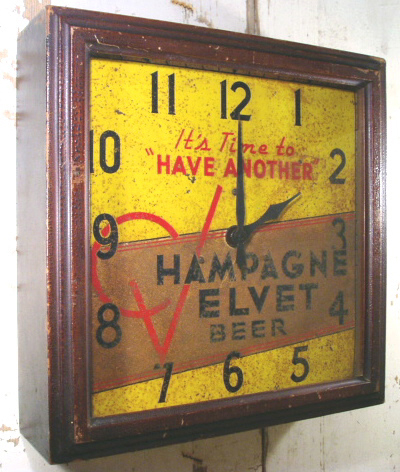 11 12 1
It's Time to
10 "HAVE ANOTHER" 2
9 3
CHAMPAGNE
VELVET
8 BEER 4
7 6 5